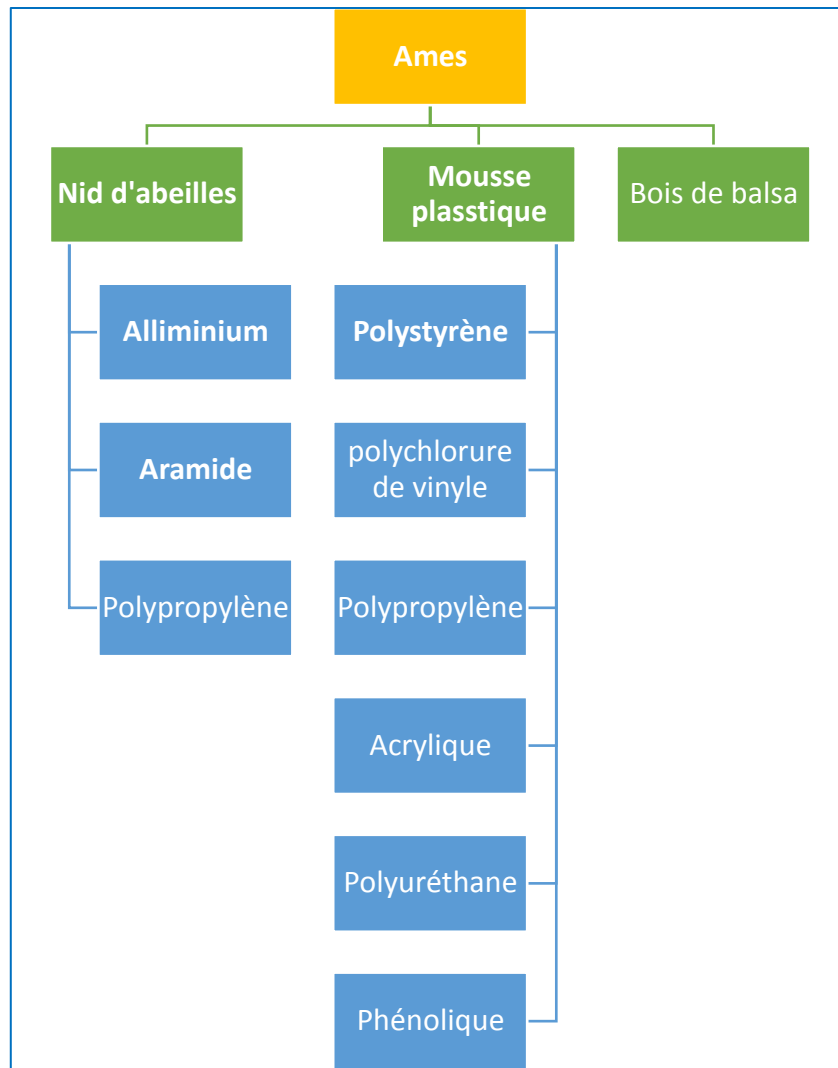 Ames
Nid d'abeilles
Mousse
plasstique
Bois de balsa
Alliminium
Polystyrène
Aramide
polychlorure
de vinyle
Polypropylène
Polypropylène
Acrylique
Polyuréthane
Phénolique